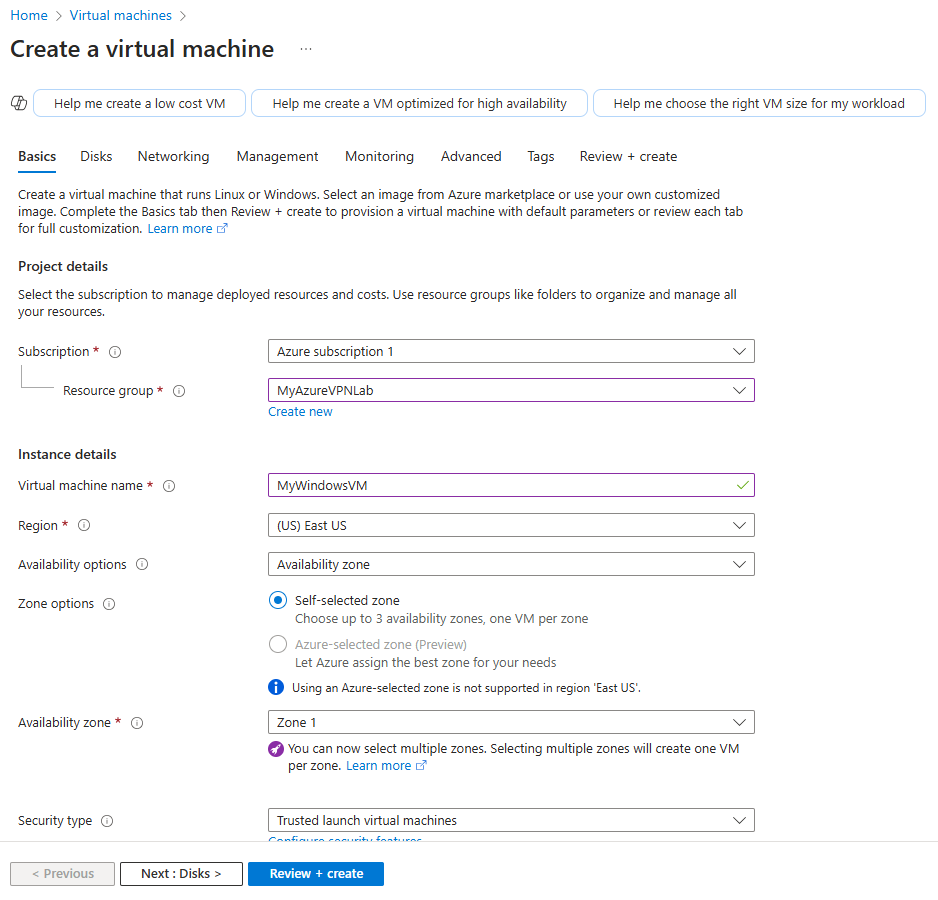 Home > Virtual machines >
Create a virtual machine ...
Help me create a low cost VM
Help me create a VM optimized for high availability
Help me choose the right VM size for my workload
Basics Disks Networking Management Monitoring Advanced Tags Review + create
Create a virtual machine that runs Linux or Windows. Select an image from Azure marketplace or use your own customized
image. Complete the Basics tab then Review + create to provision a virtual machine with default parameters or review each tab
for full customization. Learn more
Project details
Select the subscription to manage deployed resources and costs. Use resource groups like folders to organize and manage all
your resources.
Subscription *
Azure subscription 1
Resource group *
MyAzureVPNLab
Create new
Instance details
Virtual machine name *
MyWindowsVM
Region *
(US) East US
Availability options
Availability zone
Zone options
Self-selected zone
Choose up to 3 availability zones, one VM per zone
Azure-selected zone (Preview)
Let Azure assign the best zone for your needs
Using an Azure-selected zone is not supported in region 'East US'.
Availability zone *
Zone 1
You can now select multiple zones. Selecting multiple zones will create one VM
per zone. Learn more
Security type
Trusted launch virtual machines
Configure security features
< Previous
Next : Disks >
Review + create